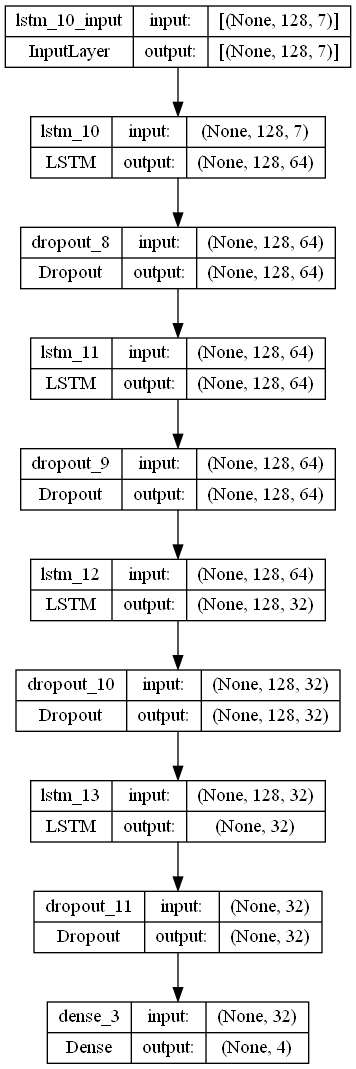 lstm_10_input input: [(None, 128, 7)]
InputLayer output: [(None, 128, 7)]
lstm_10 input: (None, 128, 7)
LSTM output: (None, 128, 64)
dropout_8 input: (None, 128, 64)
Dropout output: (None, 128, 64)
lstm_11 input: (None, 128, 64)
LSTM output: (None, 128, 64)
dropout_9 input: (None, 128, 64)
Dropout output: (None, 128, 64)
lstm_12 input: (None, 128, 64)
LSTM output: (None, 128, 32)
dropout_10 input: (None, 128, 32)
Dropout output: (None, 128, 32)
lstm_13 input: (None, 128, 32)
LSTM output: (None, 32)
dropout_11 input: (None, 32)
Dropout output: (None, 32)
dense_3 input: (None, 32)
Dense output: (None, 4)